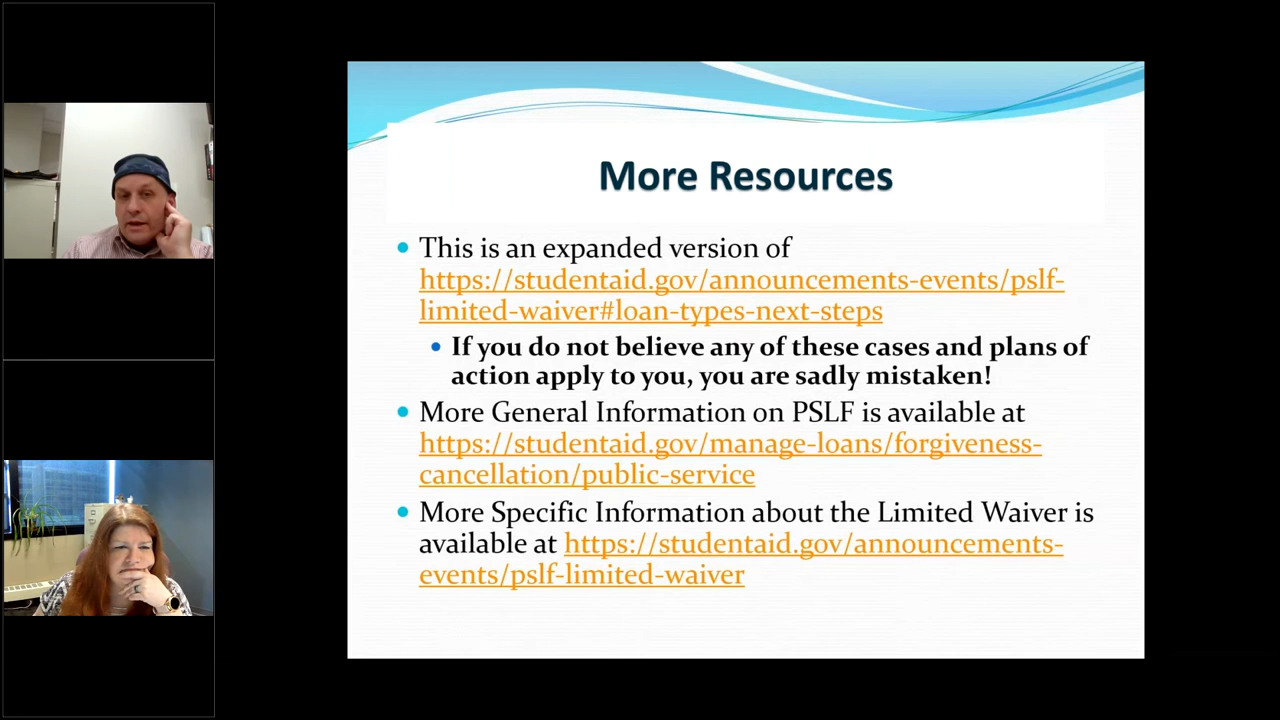 More Resources
This is an expanded version of
https://studentaid.gov/announcements-events/pslf-
limited-waiver#loan-types-next-steps
If you do not believe any of these cases and plans of
action apply to you, you are sadly mistaken!
More General Information on PSLF is available at
https://studentaid.gov/manage-loans/forgiveness-
cancellation/public-service
More Specific Information about the Limited Waiver is
available at https://studentaid.gov/announcements-
events/pslf-limited-waiver